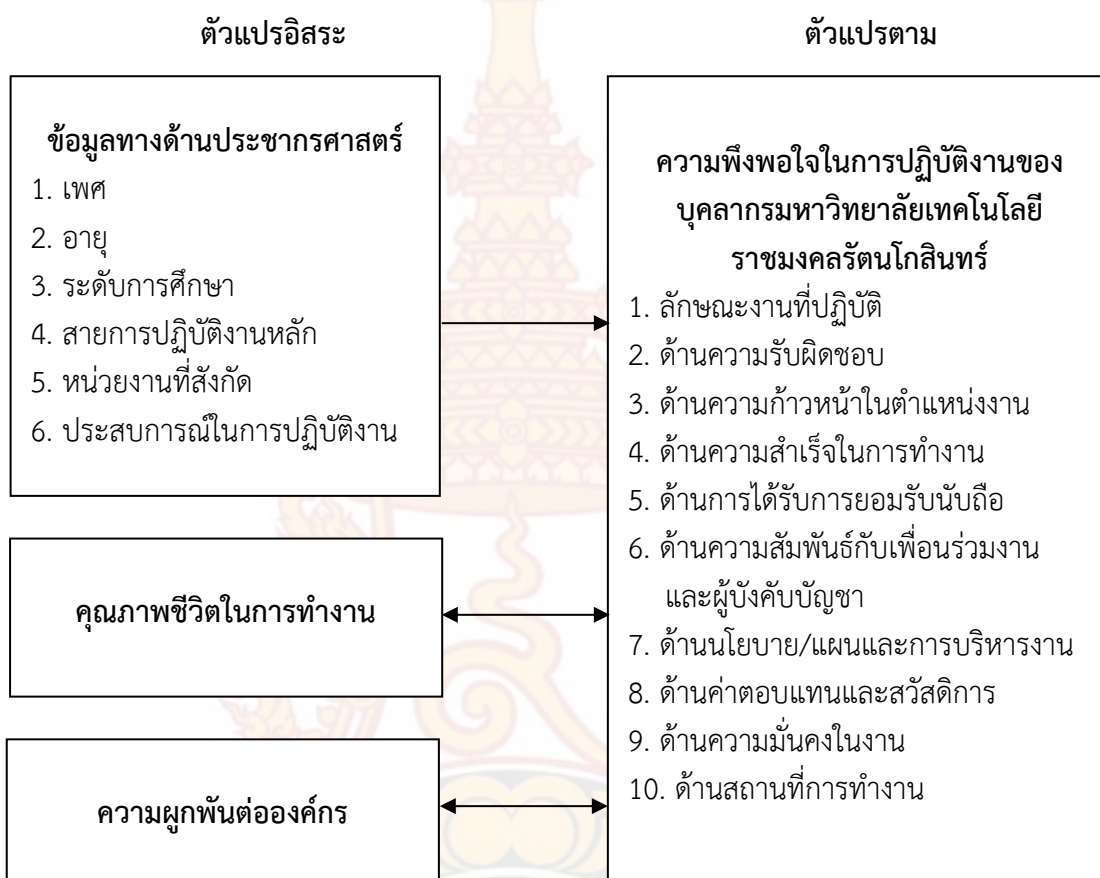 ตัวแปรอิสระ
ตัวแปรตาม
ข้อมูลทางด้านประชากรศาสตร์
1. เพศ
2. อายุ
3. ระดับการศึกษา
4. สายการปฏิบัติงานหลัก
5. หน่วยงานที่สังกัด
6. ประสบการณ์ในการปฏิบัติงาน
คุณภาพชีวิตในการทำงาน
ความผูกพันต่อองค์กร
ความพึงพอใจในการปฏิบัติงานของ
บุคลากรมหาวิทยาลัยเทคโนโลยี
ราชมงคลรัตนโกสินทร์
1. ลักษณะงานที่ปฏิบัติ
2. ด้านความรับผิดชอบ
3. ด้านความก้าวหน้าในตำแหน่งงาน
4. ด้านความสำเร็จในการทำงาน
5. ด้านการได้รับการยอมรับนับถือ
6. ด้านความสัมพันธ์กับเพื่อนร่วมงาน
และผู้บังคับบัญชา
7. ด้านนโยบาย/แผนและการบริหารงาน
8. ด้านค่าตอบแทนและสวัสดิการ
9. ด้านความมั่นคงในงาน
10. ด้านสถานที่การทำงาน